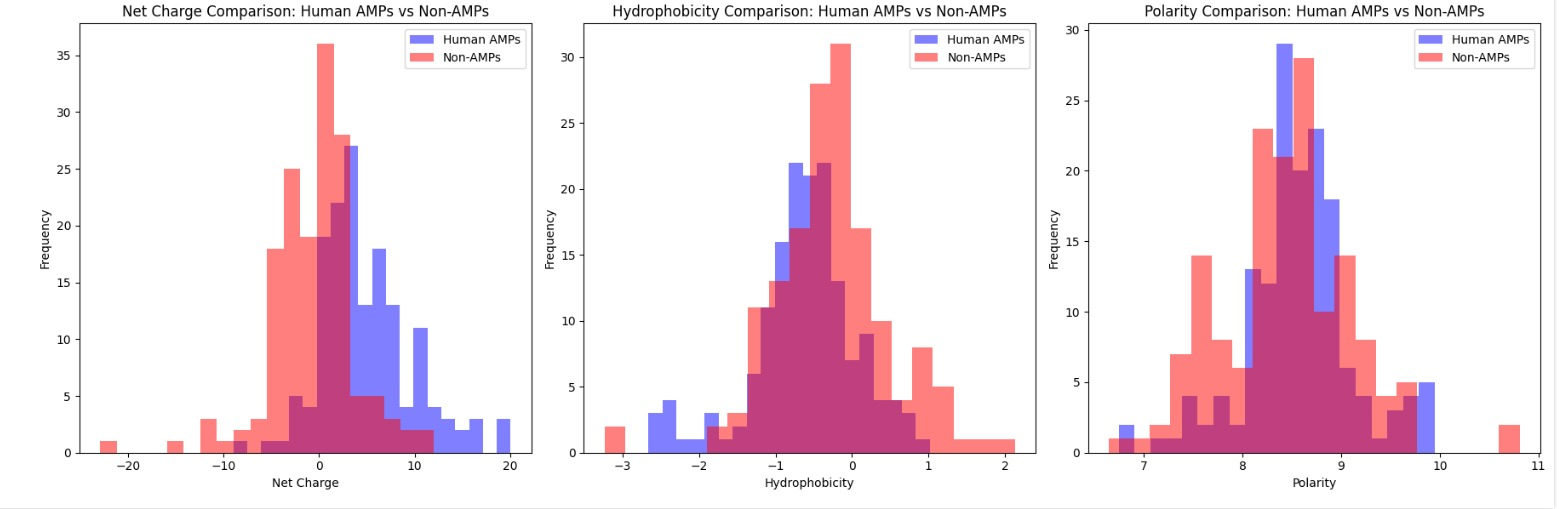 Net Charge Comparison: Human AMPs vs Non-AMPs
Human AMPs
Non-AMPs
35
30
25
20
15
10
5
0
Frequency
−20
−10
0
10
20
Net Charge
Hydrophobicity Comparison: Human AMPs vs Non-AMPs
Human AMPs
Non-AMPs
30
25
20
15
10
5
0
Frequency
−3
−2
−1
0
1
2
Hydrophobicity
Polarity Comparison: Human AMPs vs Non-AMPs
Human AMPs
Non-AMPs
30
25
20
15
10
5
0
Frequency
7
8
9
10
11
Polarity